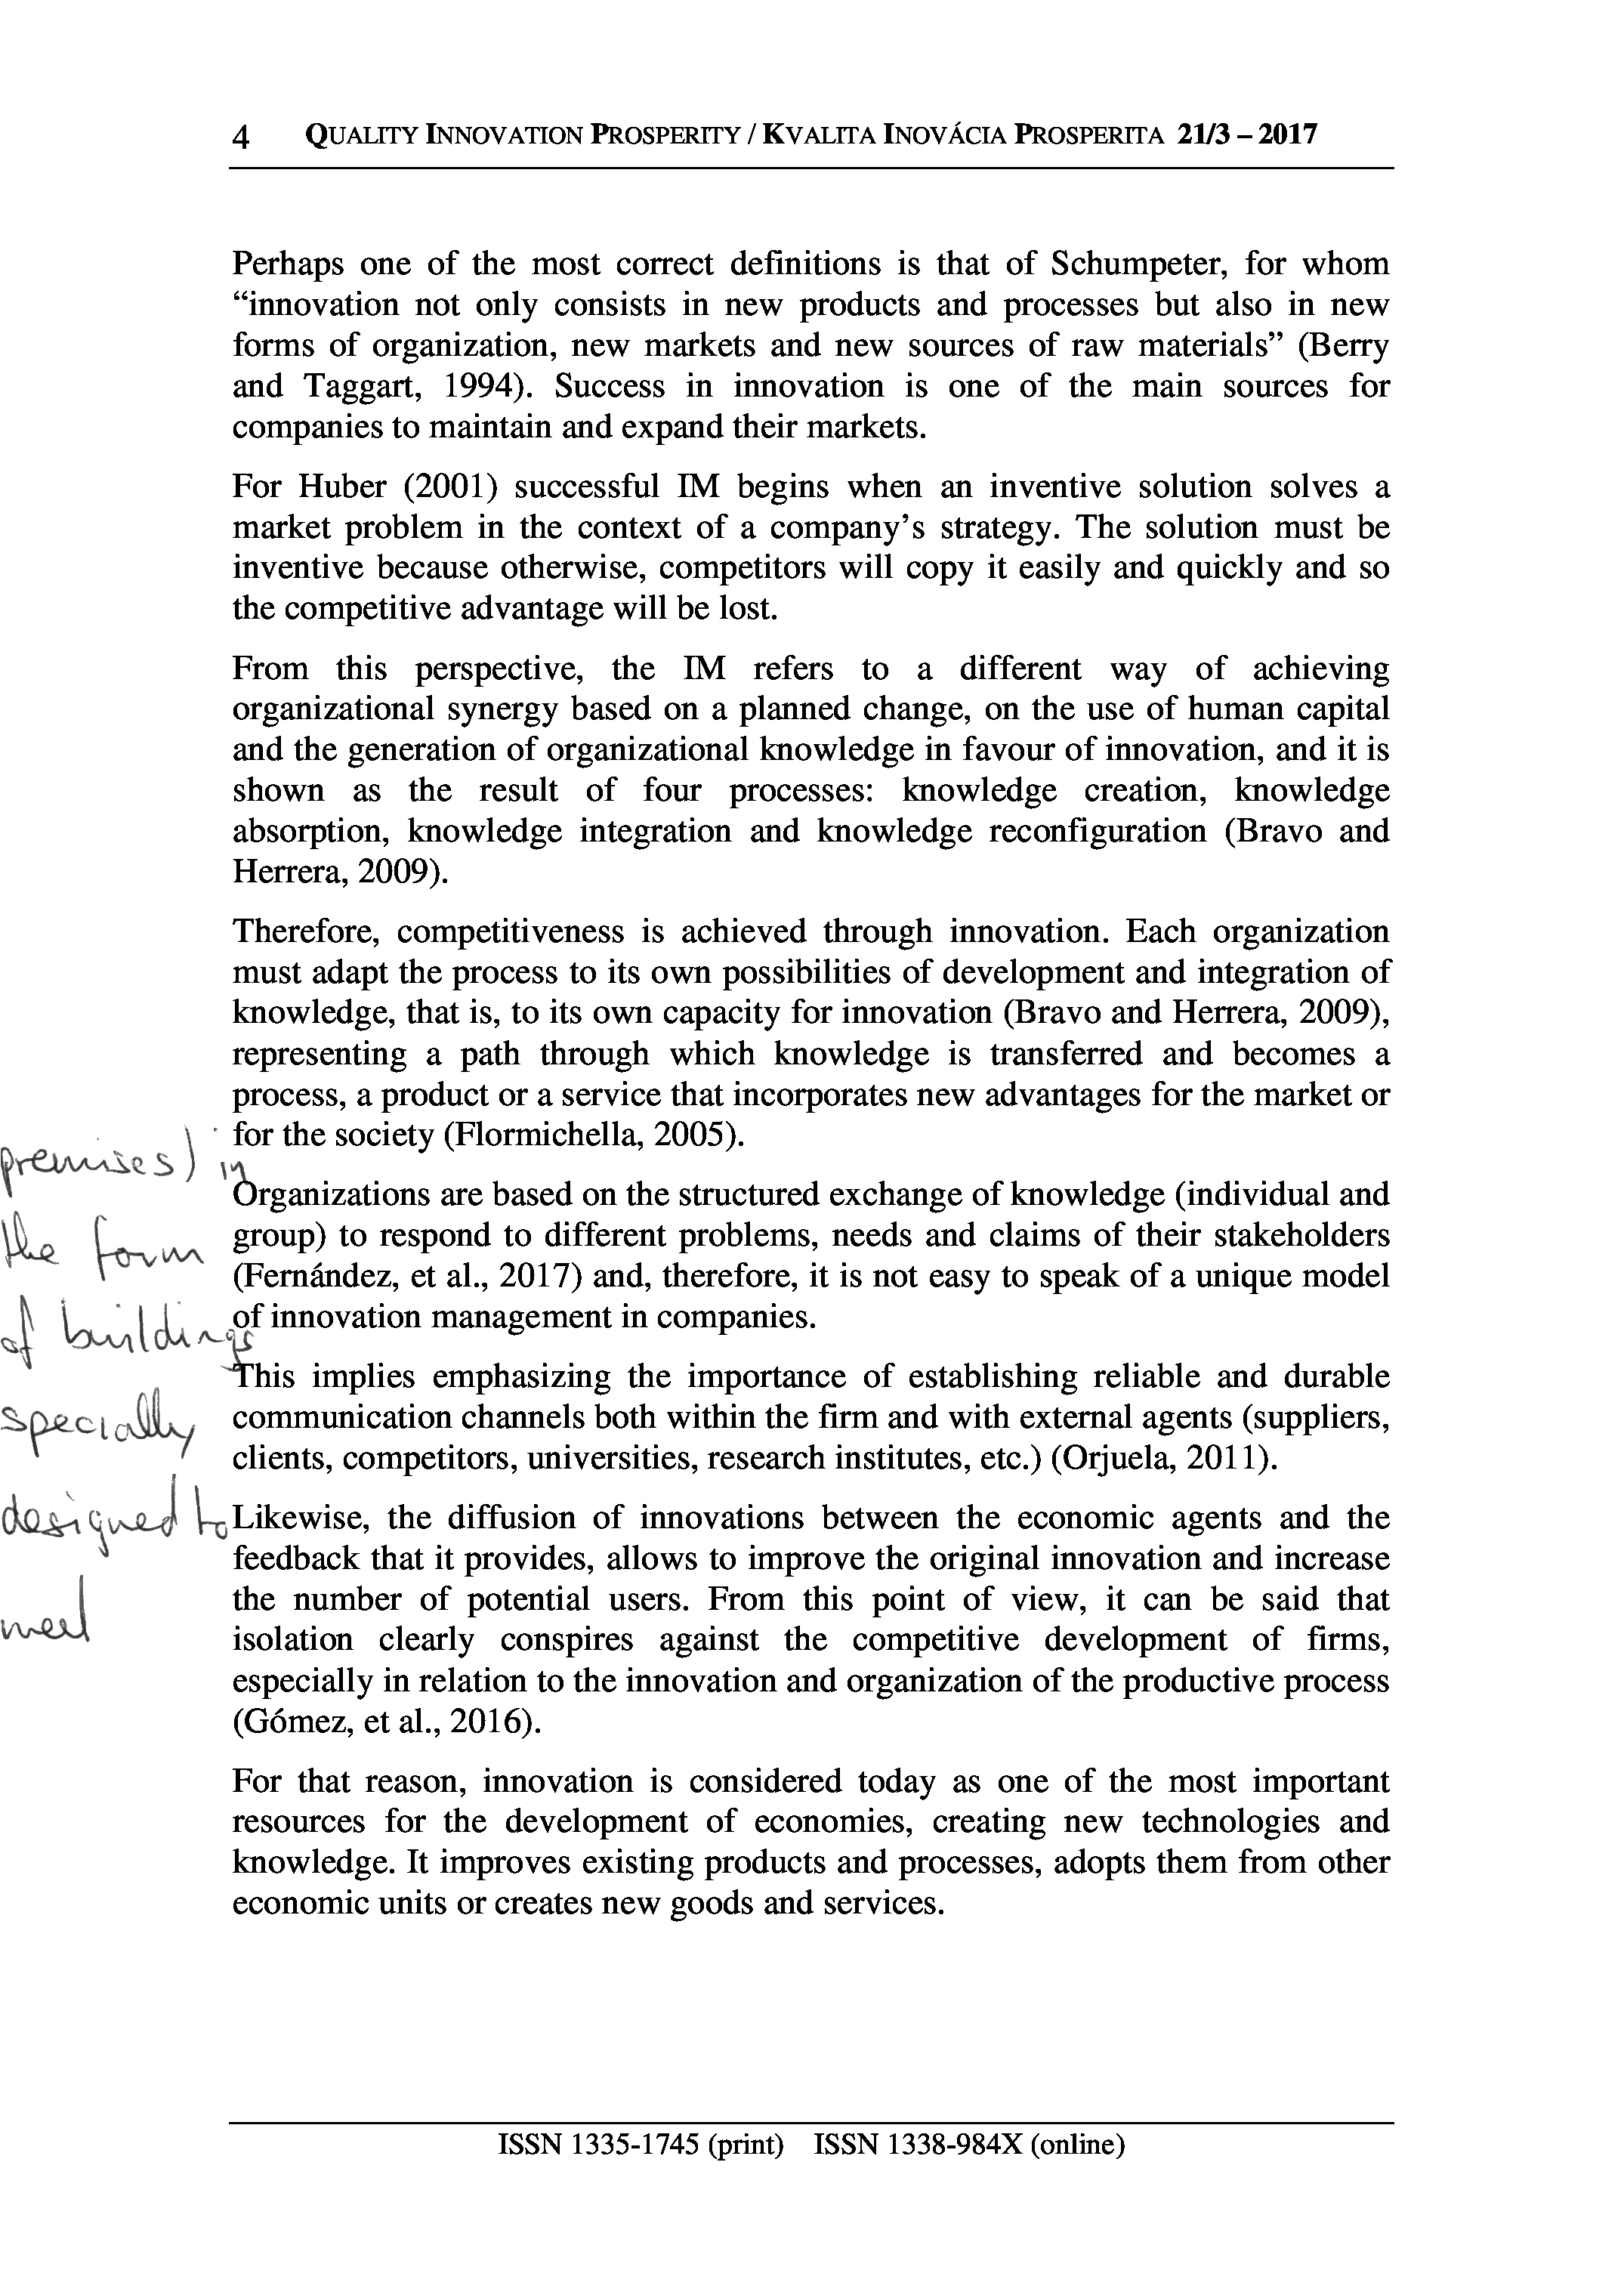 4 QUALITY INNOVATION PROSPERITY / KVALITA INOVÁCIA PROSPERITA 21/3 – 2017
Perhaps one of the most correct definitions is that of Schumpeter, for whom
“innovation not only consists in new products and processes but also in new
forms of organization, new markets and new sources of raw materials” (Berry
and Taggart, 1994). Success in innovation is one of the main sources for
companies to maintain and expand their markets.
For Huber (2001) successful IM begins when an inventive solution solves a
market problem in the context of a company’s strategy. The solution must be
inventive because otherwise, competitors will copy it easily and quickly and so
the competitive advantage will be lost.
From this perspective, the IM refers to a different way of achieving
organizational synergy based on a planned change, on the use of human capital
and the generation of organizational knowledge in favour of innovation, and it is
shown as the result of four processes: knowledge creation, knowledge
absorption, knowledge integration and knowledge reconfiguration (Bravo and
Herrera, 2009).
Therefore, competitiveness is achieved through innovation. Each organization
must adapt the process to its own possibilities of development and integration of
knowledge, that is, to its own capacity for innovation (Bravo and Herrera, 2009),
representing a path through which knowledge is transferred and becomes a
process, a product or a service that incorporates new advantages for the market or
for the society (Flormichella, 2005).
Organizations are based on the structured exchange of knowledge (individual and
group) to respond to different problems, needs and claims of their stakeholders
(Fernández, et al., 2017) and, therefore, it is not easy to speak of a unique model
of innovation management in companies.
This implies emphasizing the importance of establishing reliable and durable
communication channels both within the firm and with external agents (suppliers,
clients, competitors, universities, research institutes, etc.) (Orjuela, 2011).
Likewise, the diffusion of innovations between the economic agents and the
feedback that it provides, allows to improve the original innovation and increase
the number of potential users. From this point of view, it can be said that
isolation clearly conspires against the competitive development of firms,
especially in relation to the innovation and organization of the productive process
(Gómez, et al., 2016).
For that reason, innovation is considered today as one of the most important
resources for the development of economies, creating new technologies and
knowledge. It improves existing products and processes, adopts them from other
economic units or creates new goods and services.
premises) in
the form
of buildings
specially
designed to
meet
ISSN 1335-1745 (print) ISSN 1338-984X (online)